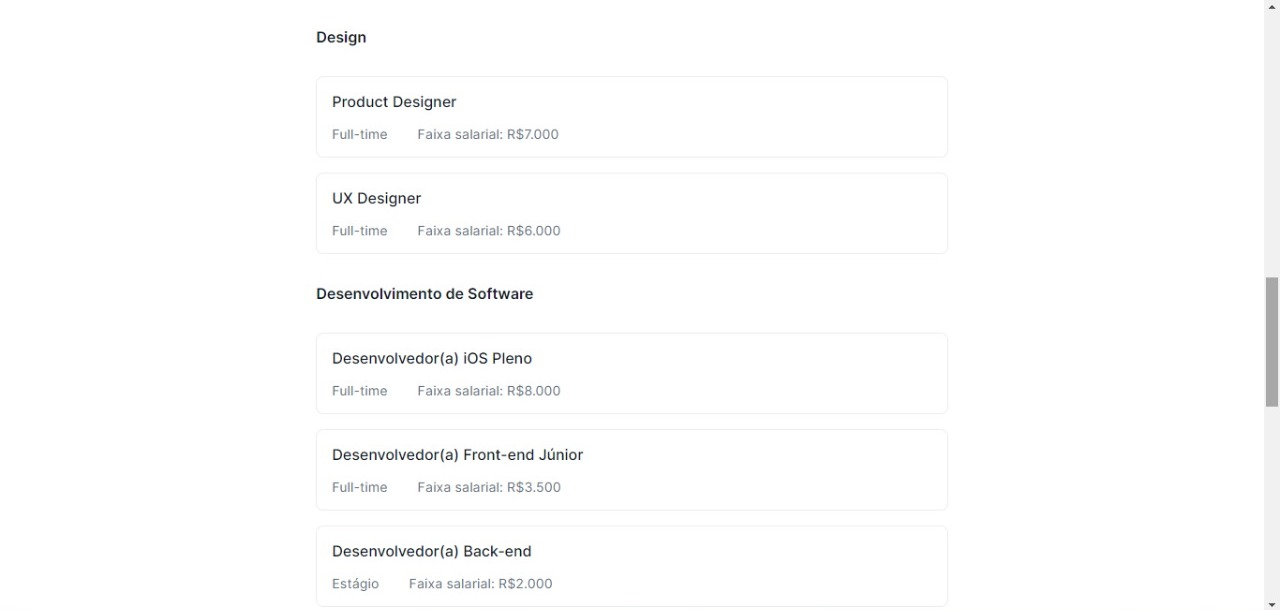 Design
Product Designer
Full-time Faixa salarial: R$7.000
UX Designer
Full-time Faixa salarial: R$6.000
Desenvolvimento de Software
Desenvolvedor(a) iOS Pleno
Full-time Faixa salarial: R$8.000
Desenvolvedor(a) Front-end Júnior
Full-time Faixa salarial: R$3.500
Desenvolvedor(a) Back-end
Estágio Faixa salarial: R$2.000